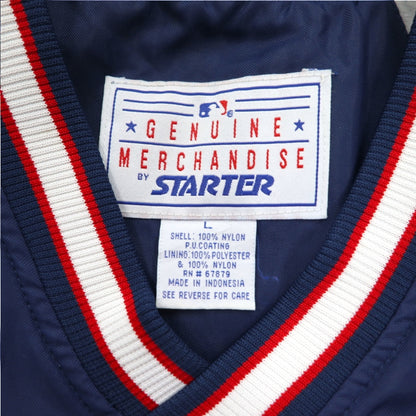 GENUINE
MERCHANDISE
BY STARTER
L
SHELL: 100% NYLON
P.U.COATING
LINING:100%POLYESTER
& 100% NYLON
RN # 67879
MADE IN INDONESIA
SEE REVERSE FOR CARE